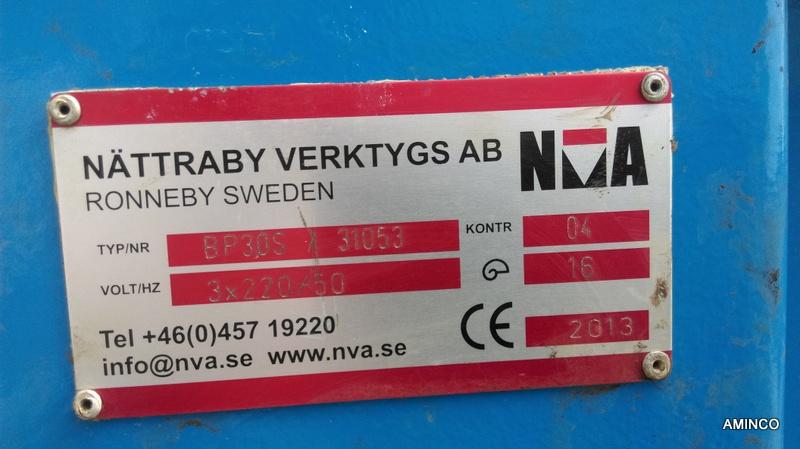 NÄTTRABY VERKTYGS AB
NVA
RONNEBY SWEDEN
TYP/NR BP30S / 31053
KONTR 04
VOLT/HZ 3x220/50
16
CE 2013
Tel +46(0)457 19220
info@nva.se www.nva.se
AMINCO